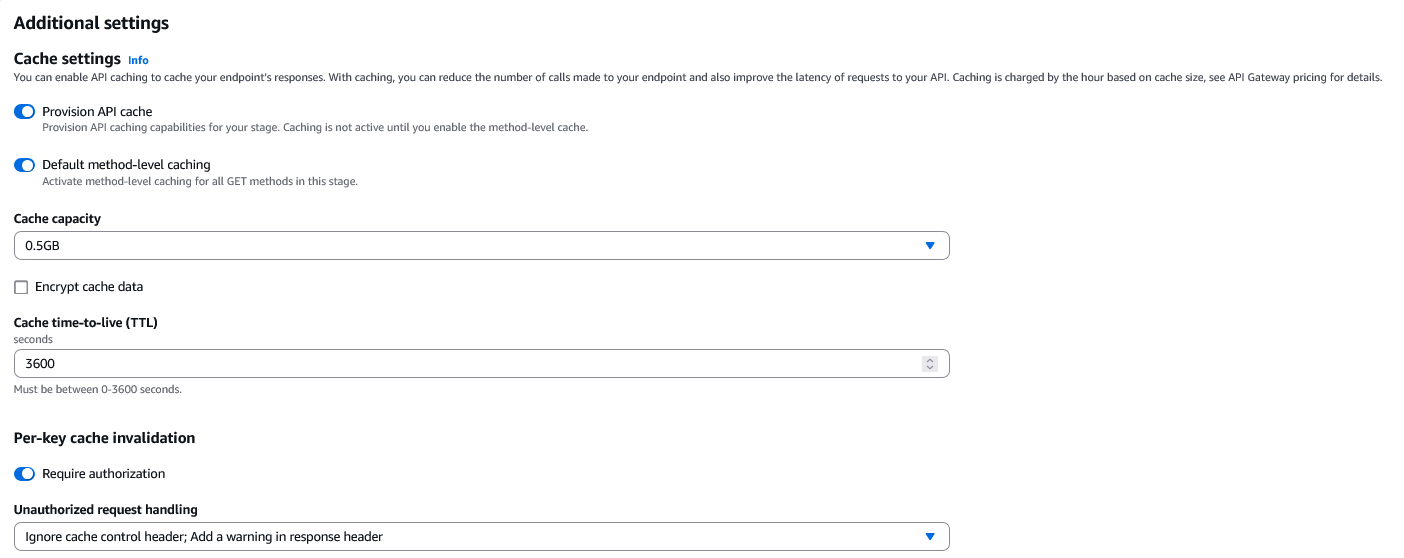 Additional settings
Cache settings Info
You can enable API caching to cache your endpoint's responses. With caching, you can reduce the number of calls made to your endpoint and also improve the latency of requests to your API. Caching is charged by the hour based on cache size, see API Gateway pricing for details.
Provision API cache
Provision API caching capabilities for your stage. Caching is not active until you enable the method-level cache.
Default method-level caching
Activate method-level caching for all GET methods in this stage.
Cache capacity
0.5GB
Encrypt cache data
Cache time-to-live (TTL)
seconds
3600
Must be between 0-3600 seconds.
Per-key cache invalidation
Require authorization
Unauthorized request handling
Ignore cache control header; Add a warning in response header